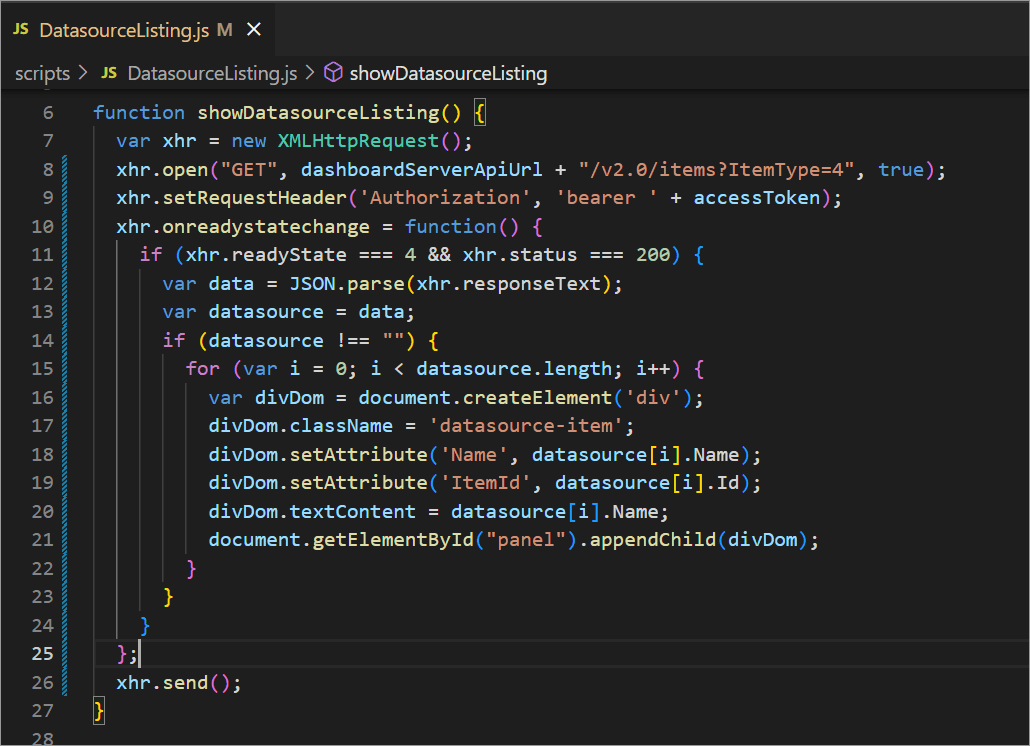 JS DatasourceListing.js M ×
scripts > JS DatasourceListing.js > showDatasourceListing
6 function showDatasourceListing() {
7   var xhr = new XMLHttpRequest();
8   xhr.open("GET", dashboardServerApiUrl + "/v2.0/items?ItemType=4", true);
9   xhr.setRequestHeader('Authorization', 'bearer ' + accessToken);
10   xhr.onreadystatechange = function() {
11     if (xhr.readyState === 4 && xhr.status === 200) {
12       var data = JSON.parse(xhr.responseText);
13       var datasource = data;
14       if (datasource !== "") {
15         for (var i = 0; i < datasource.length; i++) {
16           var divDom = document.createElement('div');
17           divDom.className = 'datasource-item';
18           divDom.setAttribute('Name', datasource[i].Name);
19           divDom.setAttribute('ItemId', datasource[i].Id);
20           divDom.textContent = datasource[i].Name;
21           document.getElementById("panel").appendChild(divDom);
22         }
23       }
24     }
25   };
26   xhr.send();
27 }
28